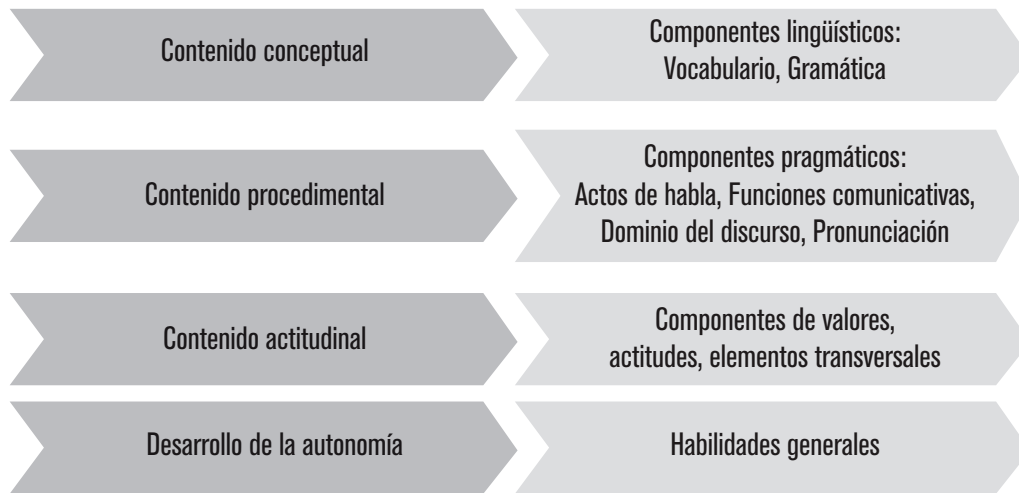 Contenido conceptual
Componentes lingüísticos:
Vocabulario, Gramática
Contenido procedimental
Componentes pragmáticos:
Actos de habla, Funciones comunicativas,
Dominio del discurso, Pronunciación
Contenido actitudinal
Componentes de valores,
actitudes, elementos transversales
Desarrollo de la autonomía
Habilidades generales